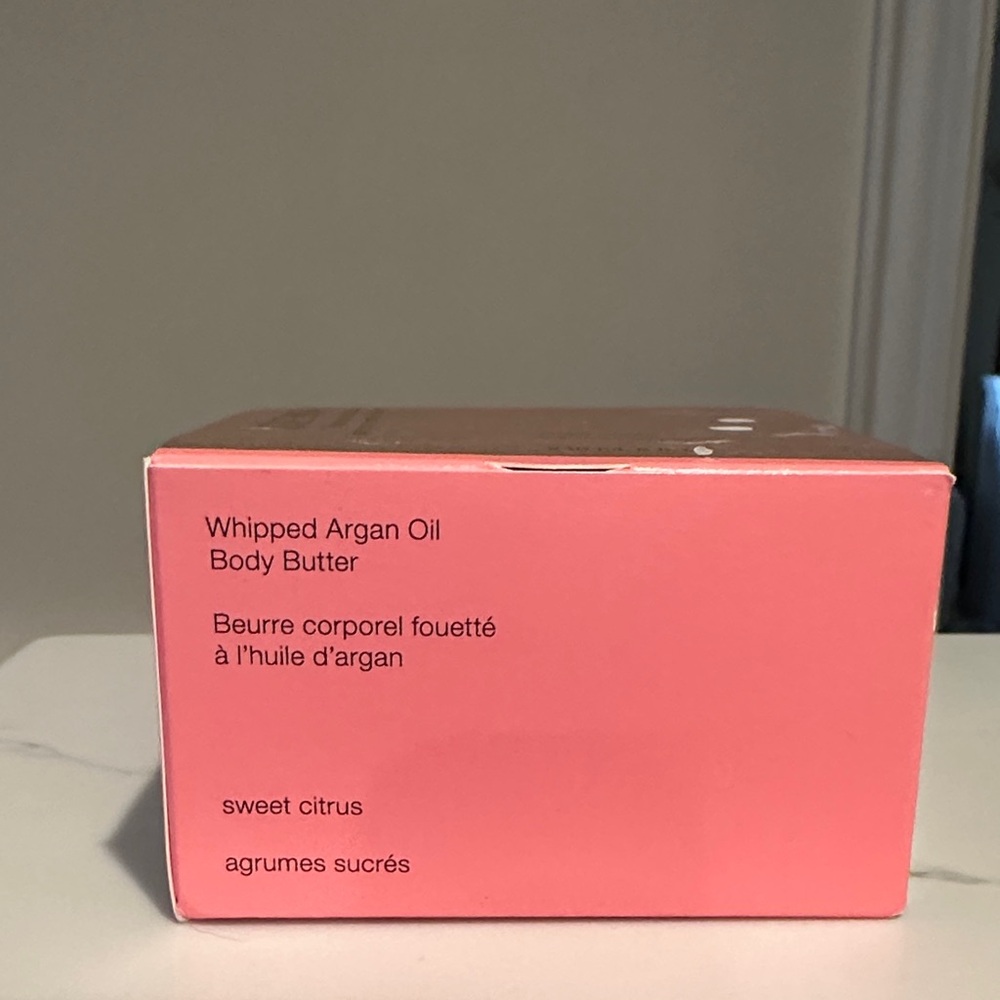 Whipped Argan Oil
Body Butter
Beurre corporel fouetté
à l'huile d'argan
sweet citrus
agrumes sucrés